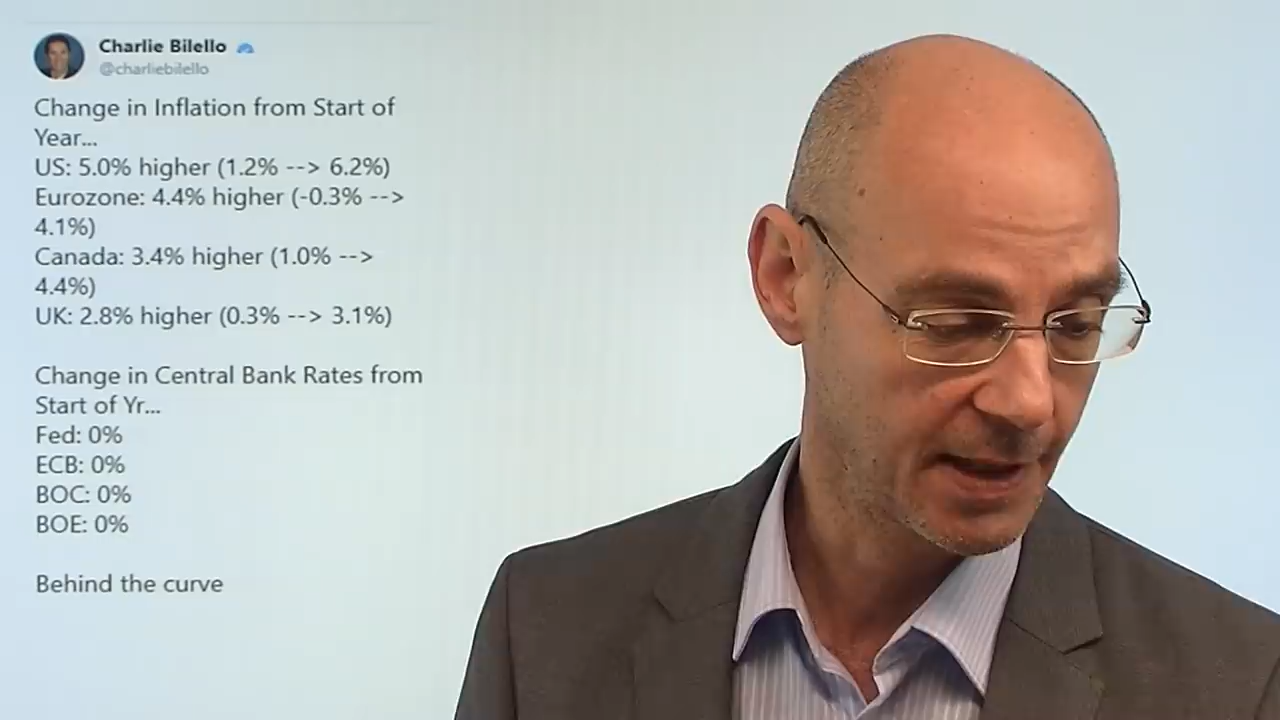 Charlie Bilello
@charliebilello
Change in Inflation from Start of
Year...
US: 5.0% higher (1.2% --> 6.2%)
Eurozone: 4.4% higher (-0.3% -->
4.1%)
Canada: 3.4% higher (1.0% -->
4.4%)
UK: 2.8% higher (0.3% --> 3.1%)
Change in Central Bank Rates from
Start of Yr...
Fed: 0%
ECB: 0%
BOC: 0%
BOE: 0%
Behind the curve